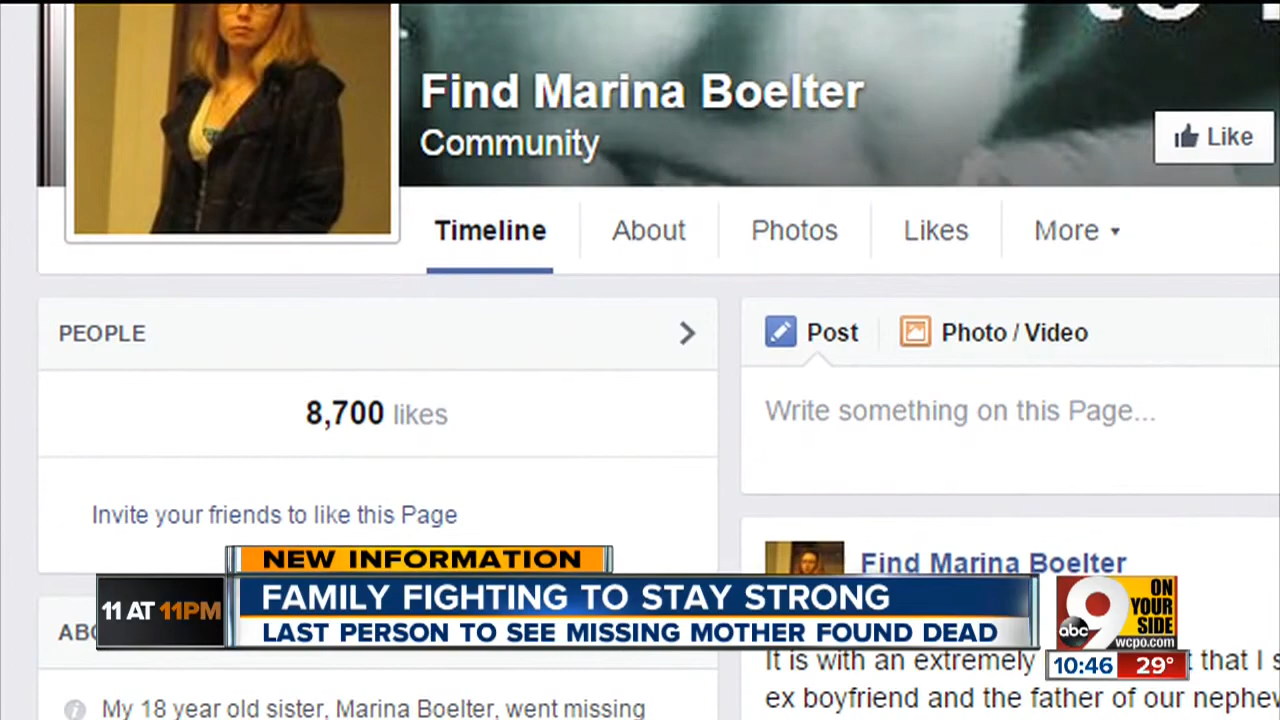 to
Find Marina Boelter
Community
Like
Timeline About Photos Likes More
PEOPLE
8,700 likes
Invite your friends to like this Page
Post Photo / Video
Write something on this Page...
Find Marina Boelter
NEW INFORMATION
11 AT 11PM
FAMILY FIGHTING TO STAY STRONG
LAST PERSON TO SEE MISSING MOTHER FOUND DEAD
abc 9 ON YOUR SIDE
wcpo.com
10:46 29°
It is with an extremely that I
ex boyfriend and the father of our
My 18 year old sister, Marina Boelter, went missing